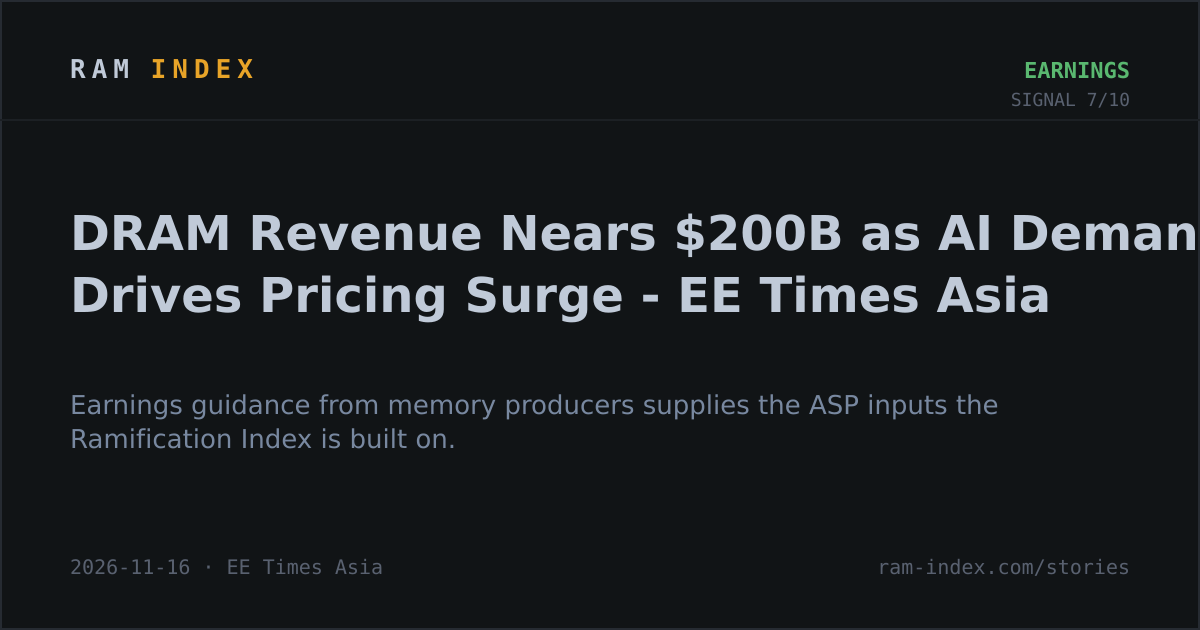 RAM INDEX
EARNINGS
SIGNAL 7/10
DRAM Revenue Nears $200B as AI Deman
Drives Pricing Surge - EE Times Asia
Earnings guidance from memory producers supplies the ASP inputs the
Ramification Index is built on.
2026-11-16 · EE Times Asia
ram-index.com/stories